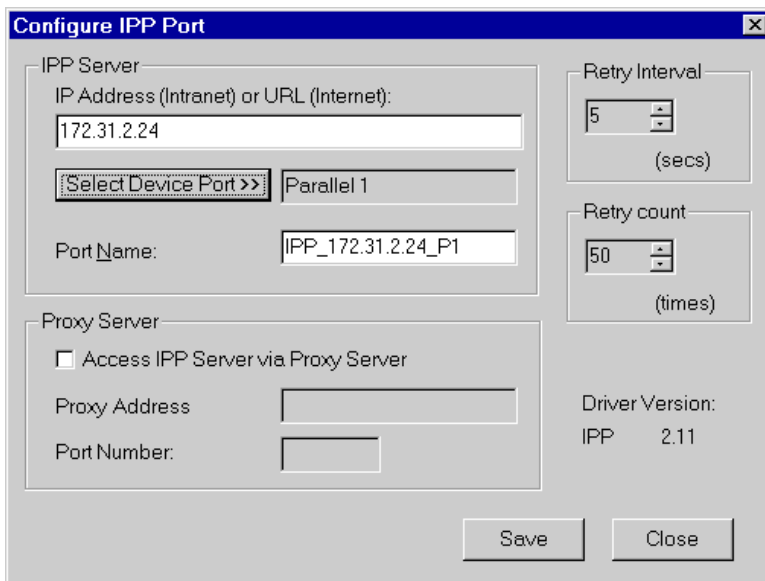 Configure IPP Port
IPP Server
IP Address (Intranet) or URL (Internet):
172.31.2.24
Select Device Port >> Parallel 1
Port Name: IPP_172.31.2.24_P1
Retry Interval
5
(secs)
Retry count
50
(times)
Proxy Server
Access IPP Server via Proxy Server
Proxy Address
Port Number:
Driver Version:
IPP 2.11
Save Close